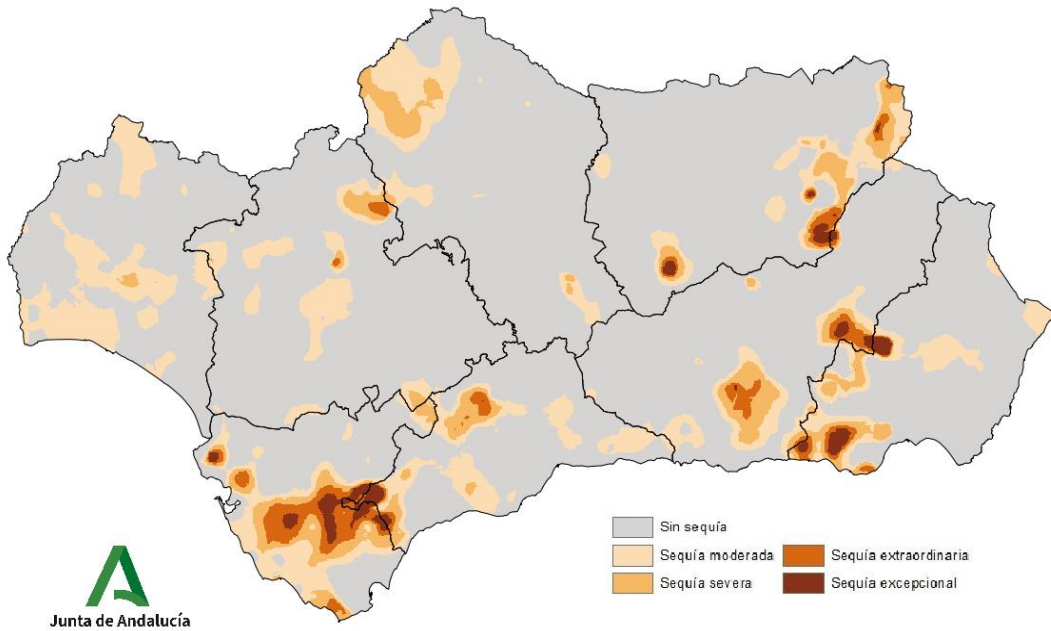 Sin sequía
Sequía moderada
Sequía extraordinaria
Sequía severa
Sequía excepcional
Junta de Andalucía